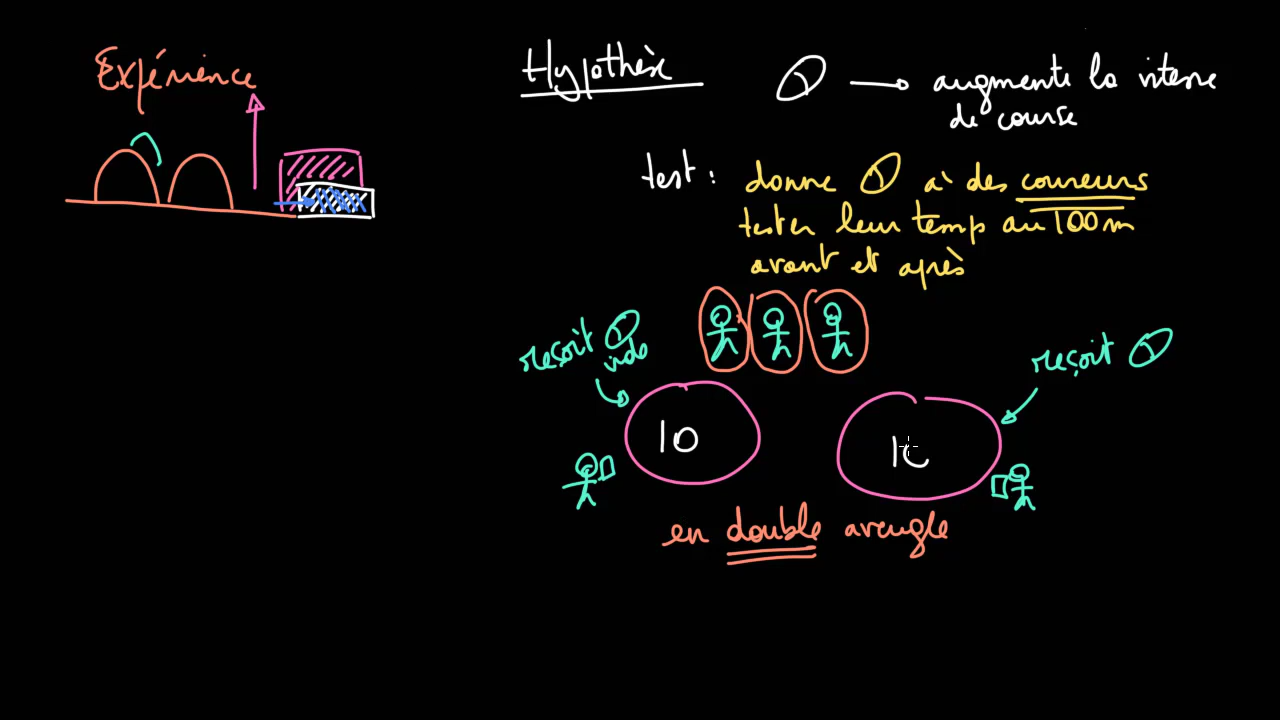 Expérience
Hypothèse
augmente la vitesse
de course
test :
donne à des coureurs
tester leur temp au 100m
avant et après
reçoit
vide
reçoit
10
10
en double aveugle